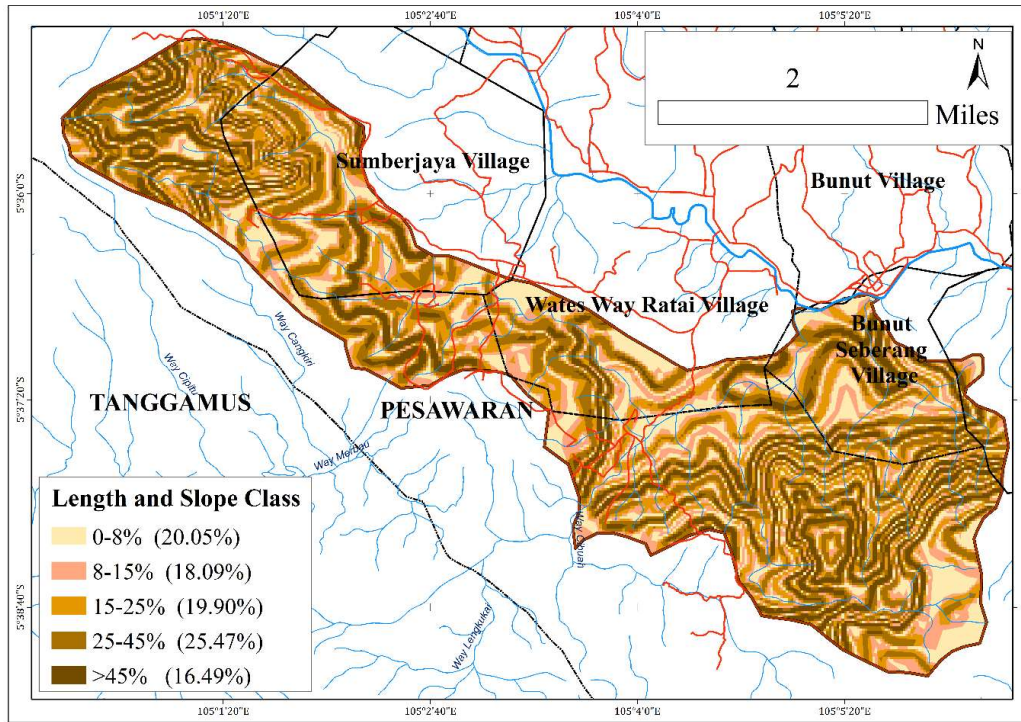 105°1'20"E 105°2'40"E 105°4'0"E 105°5'20"E
N
2
Miles
Sumberjaya Village
Bunut Village
5°36'0"S
Wates Way Ratai Village
Bunut
Seberang
Village
Way Cangkiri
Way Cipiti
5°37'20"S
TANGGAMUS
PESAWARAN
Way Merbau
Length and Slope Class
0-8% (20.05%)
8-15% (18.09%)
15-25% (19.90%)
25-45% (25.47%)
>45% (16.49%)
5°38'40"S
Way Lengkukai
105°1'20"E 105°2'40"E 105°4'0"E 105°5'20"E